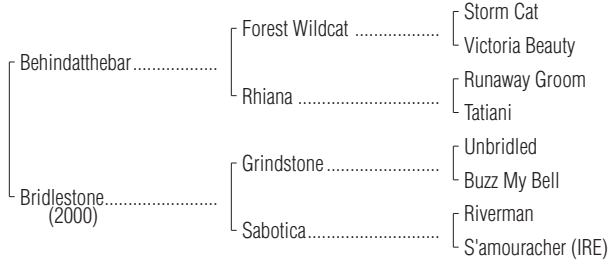 Storm Cat
Forest Wildcat ..................
Victoria Beauty
Behindatthebar..................
Runaway Groom
Rhiana ..............................
Tatiani
Unbridled
Grindstone ........................
Buzz My Bell
Bridlestone........................
(2000)
Riverman
Sabotica............................
S'amouracher (IRE)